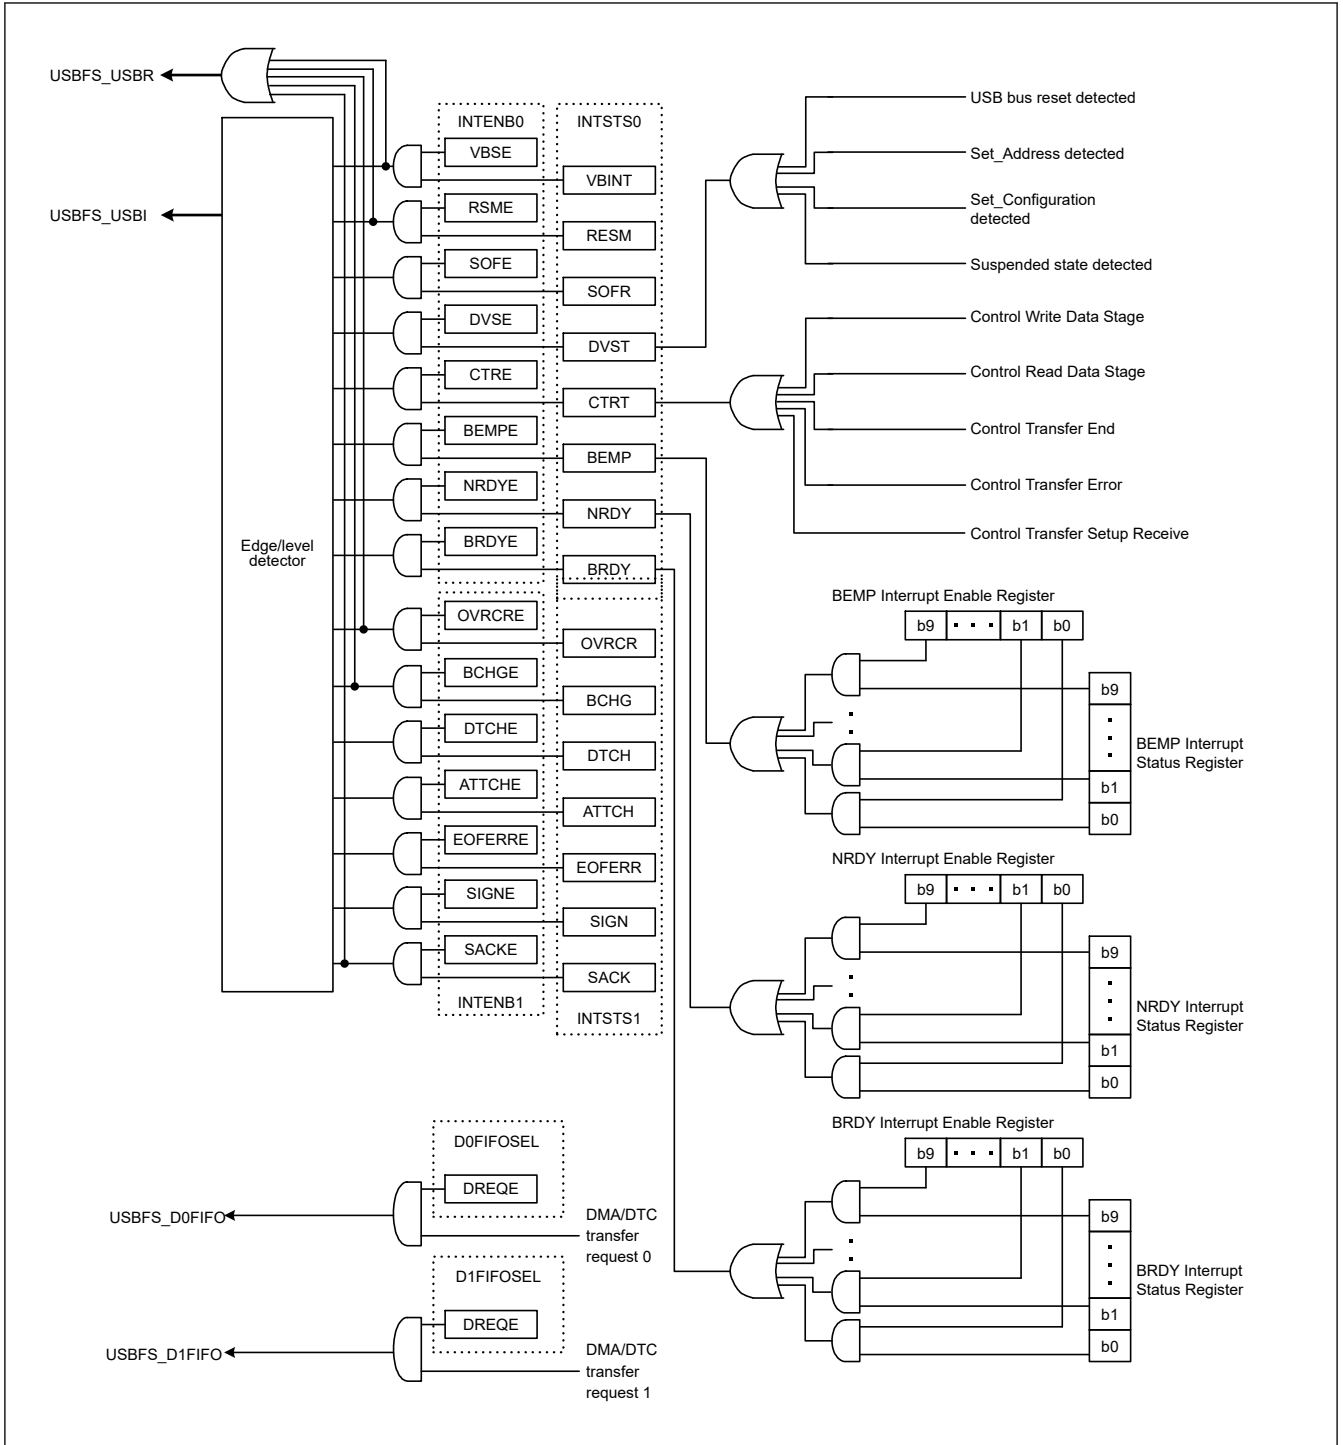 USBFS_USBR
USBFS_USBI
Edge/level
detector
INTENB0
VBSE
RSME
SOFE
DVSE
CTRE
BEMPE
NRDYE
BRDYE
OVRCRE
BCHGE
DTCHE
ATTCHE
EOFERRE
SIGNE
SACKE
INTENB1
INTSTS0
VBINT
RESM
SOFR
DVST
CTRT
BEMP
NRDY
BRDY
OVRCR
BCHG
DTCH
ATTCH
EOFERR
SIGN
SACK
INTSTS1
USB bus reset detected
Set_Address detected
Set_Configuration
detected
Suspended state detected
Control Write Data Stage
Control Read Data Stage
Control Transfer End
Control Transfer Error
Control Transfer Setup Receive
BEMP Interrupt Enable Register
b9 · · · b1 b0
b9
BEMP Interrupt
Status Register
b1
b0
NRDY Interrupt Enable Register
b9 · · · b1 b0
b9
NRDY Interrupt
Status Register
b1
b0
BRDY Interrupt Enable Register
b9 · · · b1 b0
b9
BRDY Interrupt
Status Register
b1
b0
D0FIFOSEL
DREQE
USBFS_D0FIFO
DMA/DTC
transfer
request 0
D1FIFOSEL
DREQE
USBFS_D1FIFO
DMA/DTC
transfer
request 1